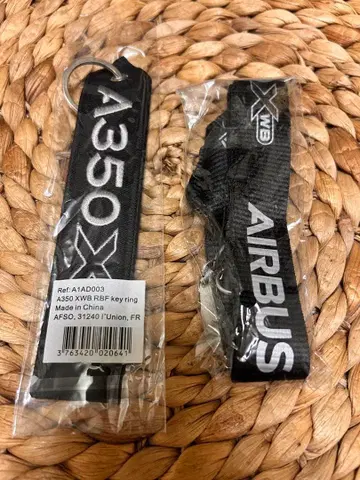 A350X
Ref: A1AD003
A350 XWB RBF key ring
Made in China
AFSO, 31240 l'Union, FR
3 763420 020641
XWB
AIRBUS